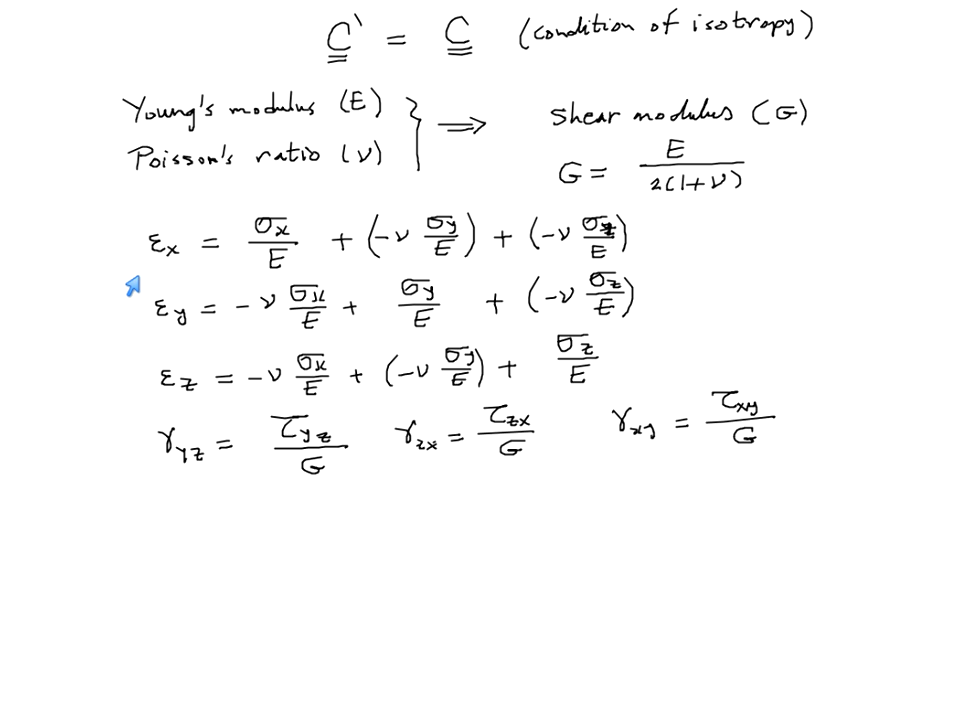 C' = C (condition of isotropy)
Young's modulus (E) } ⟹ Shear modulus (G)
Poisson's ratio (ν) G = E / 2(1+ν)
εx = σx/E + (-ν σy/E) + (-ν σz/E)
εy = -ν σx/E + σy/E + (-ν σz/E)
εz = -ν σx/E + (-ν σy/E) + σz/E
γyz = τyz/G γzx = τzx/G γxy = τxy/G